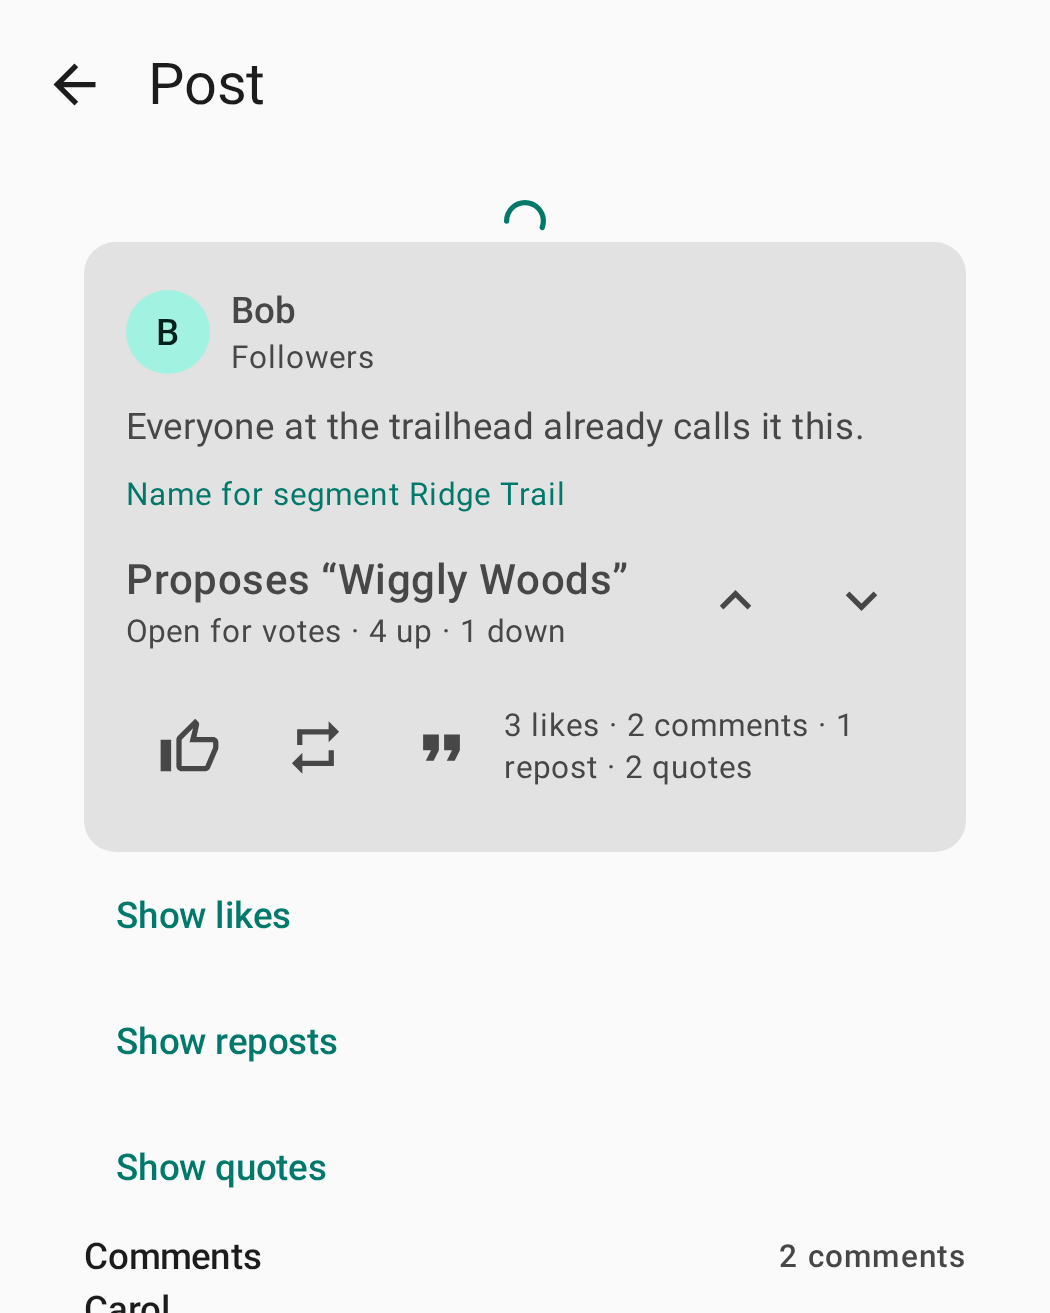 Post
B
Bob
Followers
Everyone at the trailhead already calls it this.
Name for segment Ridge Trail
Proposes “Wiggly Woods”
Open for votes · 4 up · 1 down
3 likes · 2 comments · 1
repost · 2 quotes
Show likes
Show reposts
Show quotes
Comments
2 comments
Carol